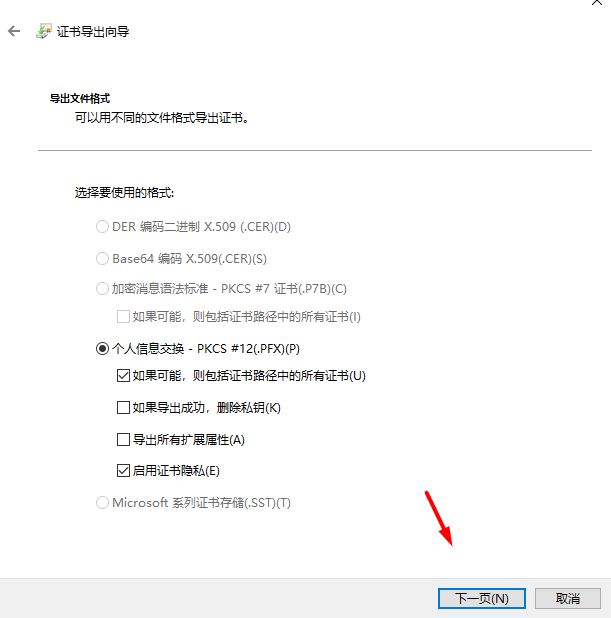 证书导出向导
导出文件格式
可以用不同的文件格式导出证书。
选择要使用的格式:
DER 编码二进制 X.509 (.CER)(D)
Base64 编码 X.509(.CER)(S)
加密消息语法标准 - PKCS #7 证书(.P7B)(C)
如果可能，则包括证书路径中的所有证书(I)
个人信息交换 - PKCS #12(.PFX)(P)
如果可能，则包括证书路径中的所有证书(U)
如果导出成功，删除私钥(K)
导出所有扩展属性(A)
启用证书隐私(E)
Microsoft 系列证书存储(.SST)(T)
下一页(N)
取消